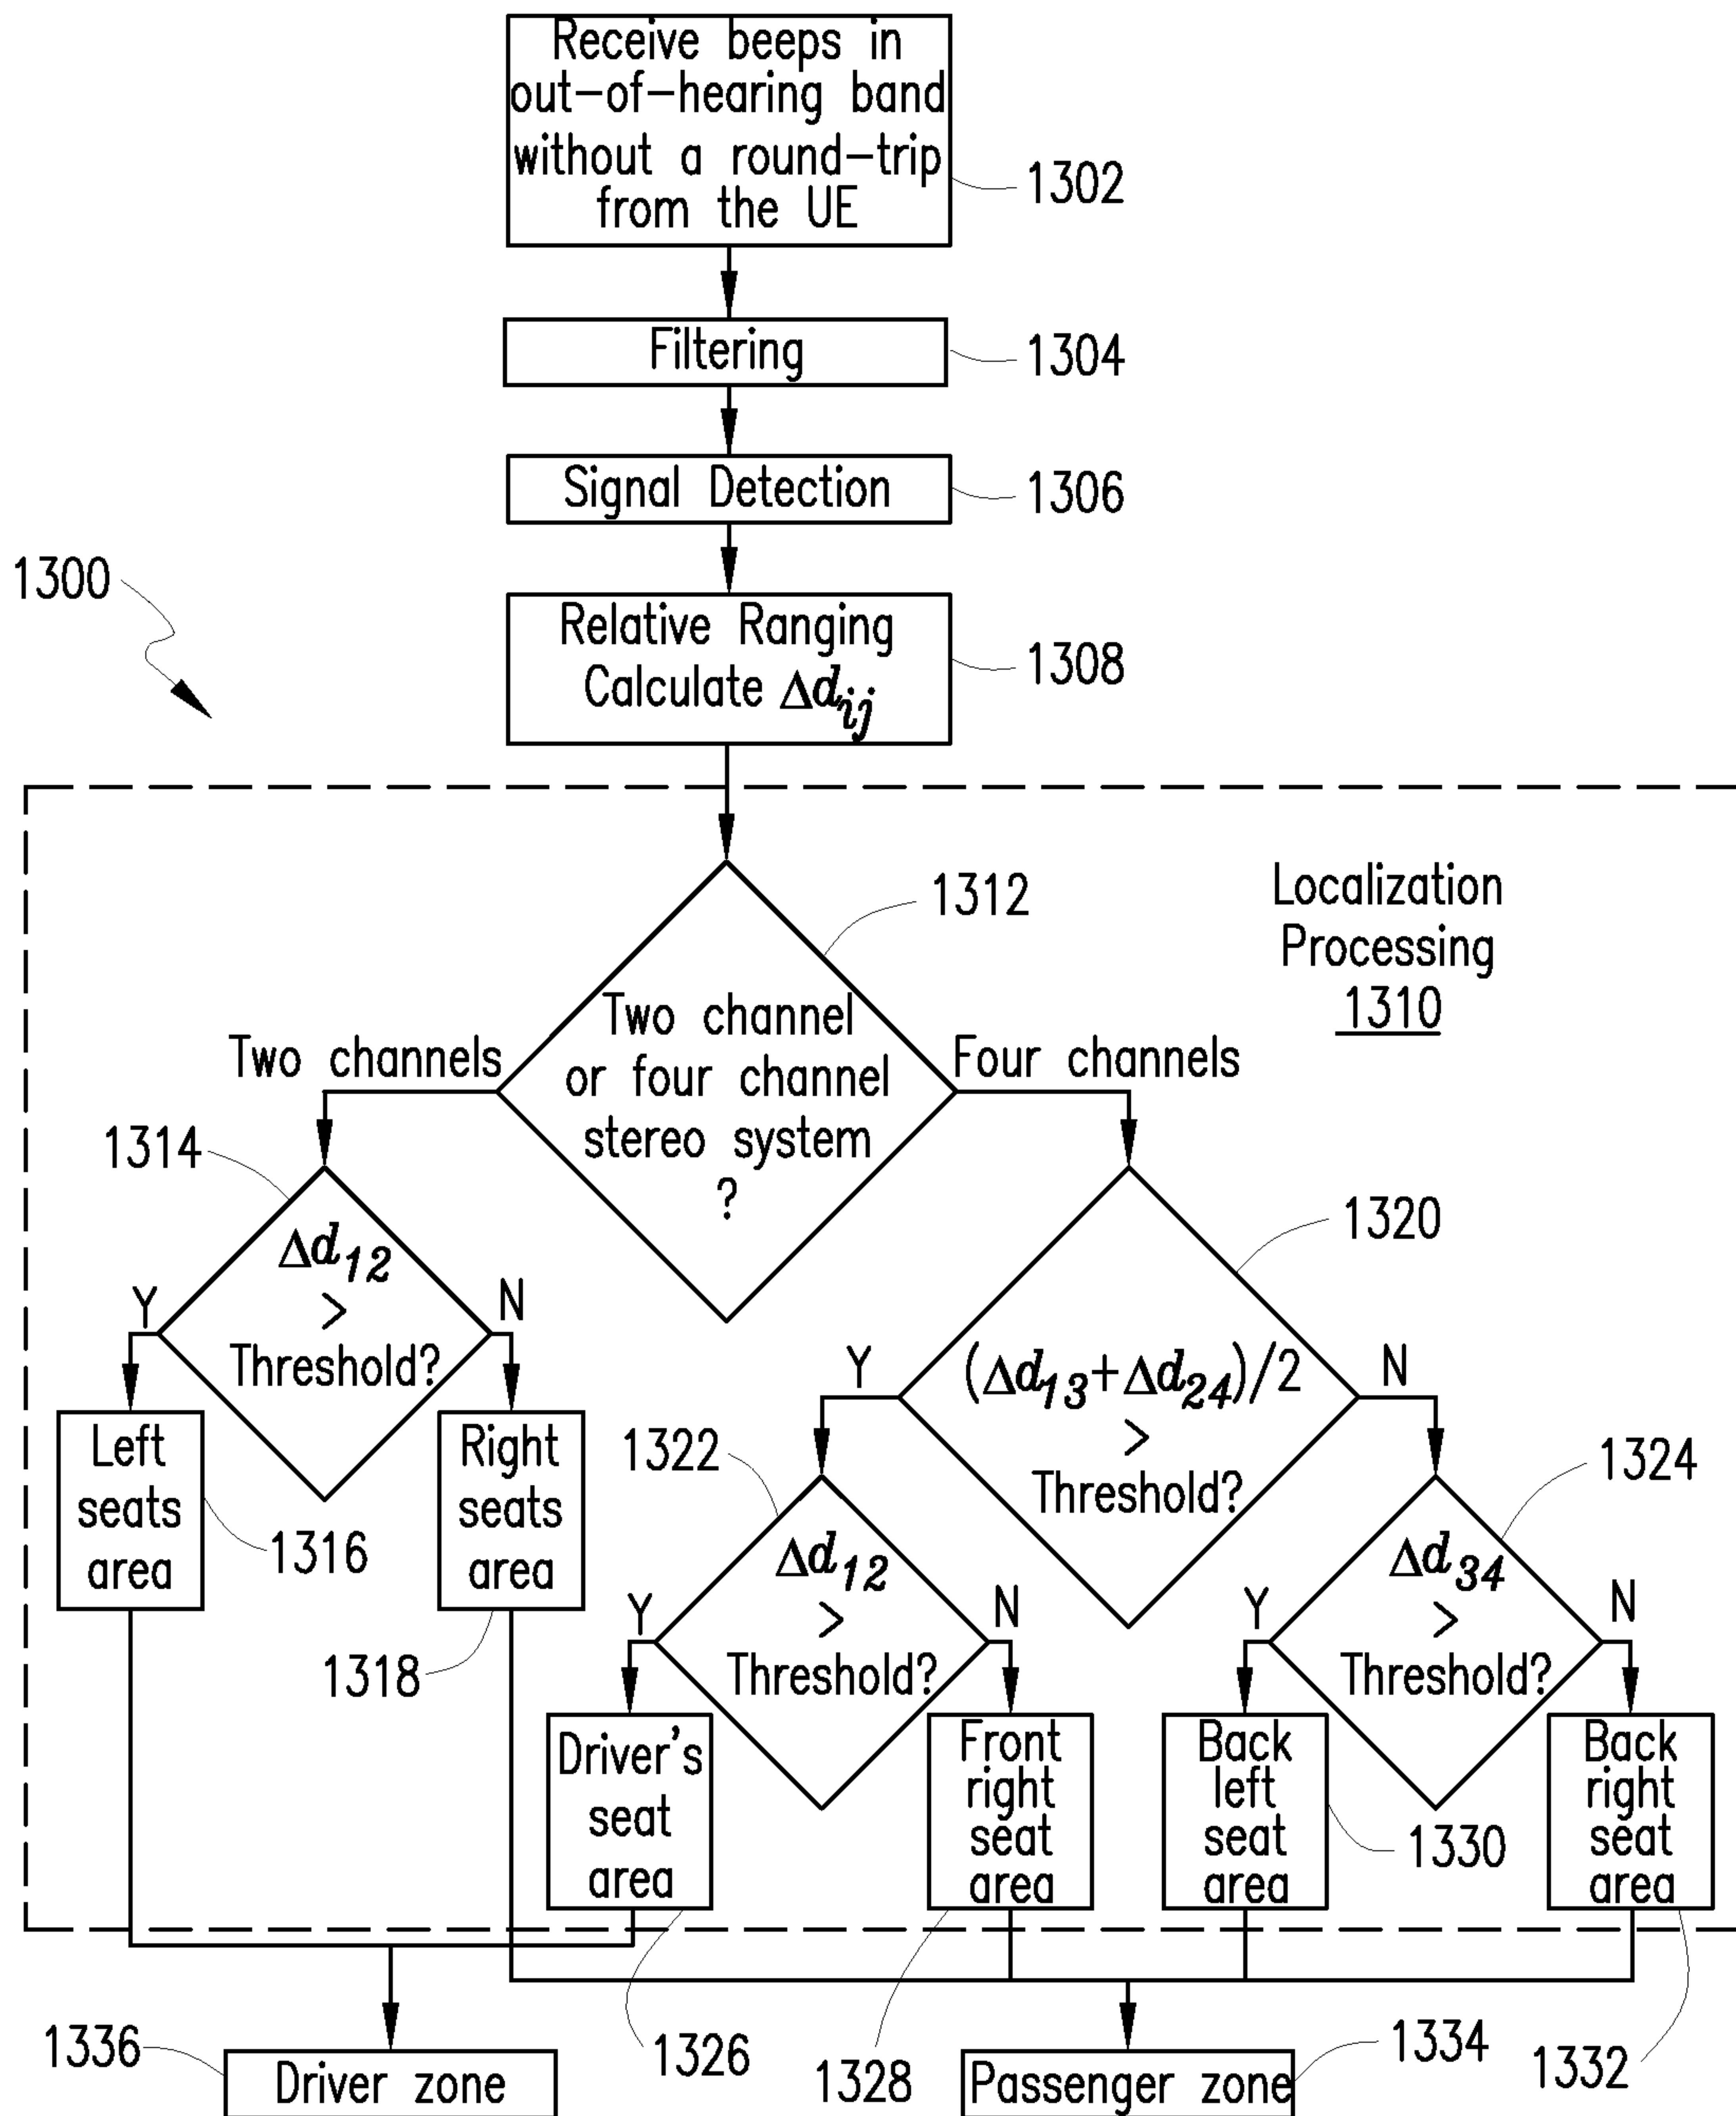 Receive beeps in
out-of-hearing band
without a round-trip
from the UE
1302
Filtering
1304
Signal Detection
1306
1300
Relative Ranging
Calculate Δd_ij
1308
Localization
Processing
1310
1312
Two channel
or four channel
stereo system
?
Two channels
Four channels
1314
Δd_12
>
Threshold?
Y
N
1320
(Δd_13+Δd_24)/2
>
Threshold?
Y
N
Left
seats
area
1316
Right
seats
area
1318
1322
Δd_12
>
Threshold?
Y
N
1324
Δd_34
>
Threshold?
Y
N
Driver's
seat
area
Front
right
seat
area
Back
left
seat
area
1330
Back
right
seat
area
1336
Driver zone
1326
1328
Passenger zone
1334
1332